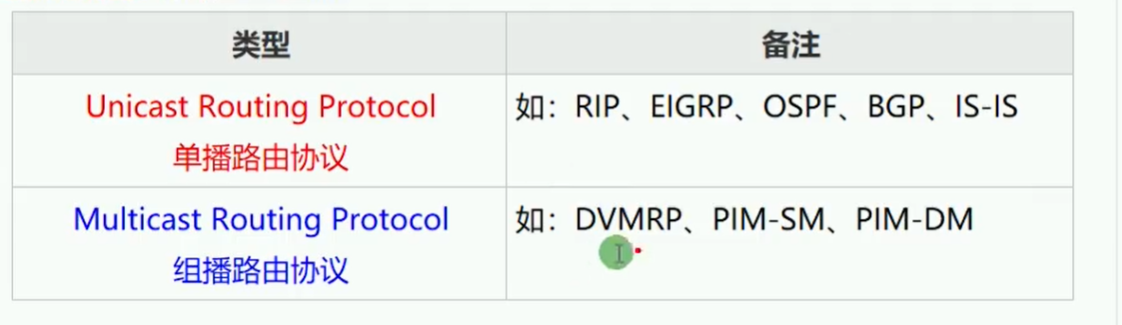 类型
备注
Unicast Routing Protocol
单播路由协议
如：RIP、EIGRP、OSPF、BGP、IS-IS
Multicast Routing Protocol
组播路由协议
如：DVMRP、PIM-SM、PIM-DM